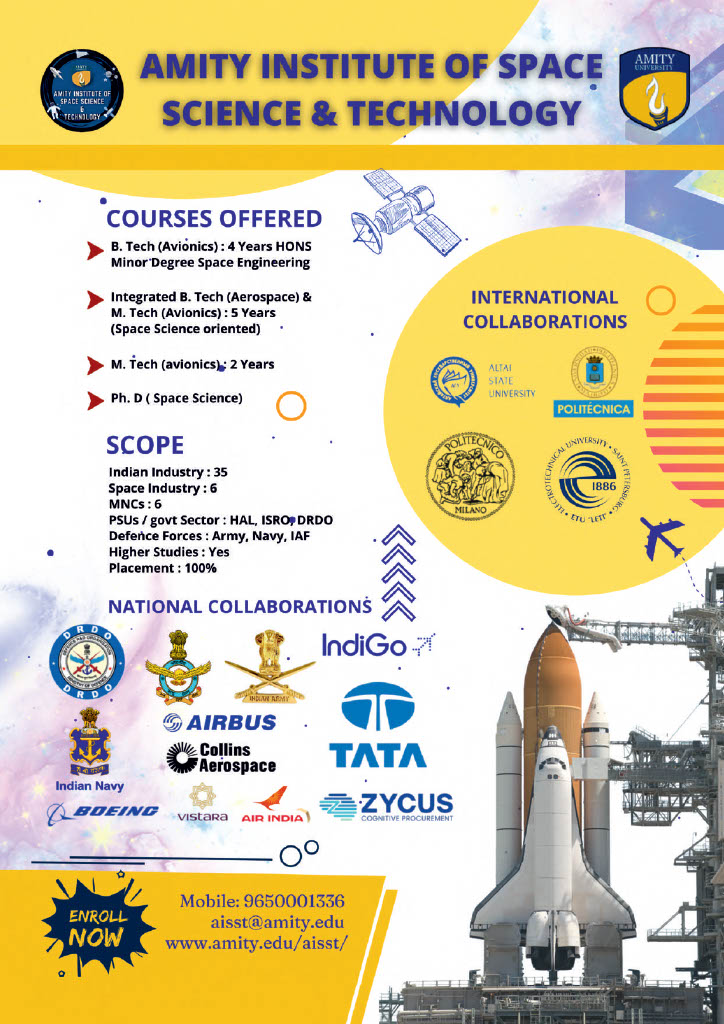 AMITY INSTITUTE OF SPACE
SCIENCE & TECHNOLOGY
AMITY INSTITUTE OF
SPACE SCIENCE
&
TECHNOLOGY
AMITY
UNIVERSITY
COURSES OFFERED
B. Tech (Avionics) : 4 Years HONS
Minor Degree Space Engineering
Integrated B. Tech (Aerospace) &
M. Tech (Avionics) : 5 Years
(Space Science oriented)
M. Tech (avionics) : 2 Years
Ph. D ( Space Science)
SCOPE
Indian Industry : 35
Space Industry : 6
MNCs : 6
PSUs / govt Sector : HAL, ISRO, DRDO
Defence Forces : Army, Navy, IAF
Higher Studies : Yes
Placement : 100%
INTERNATIONAL
COLLABORATIONS
ALTAI
STATE
UNIVERSITY
POLITÉCNICA
POLITECNICO
MILANO
ELECTROTECHNICAL UNIVERSITY • SAINT PETERSBURG •
1886
ETU "LETI"
NATIONAL COLLABORATIONS
DRDO
DRDO
INDIAN ARMY
IndiGo
AIRBUS
Collins
Aerospace
TATA
Indian Navy
BOEING
VISTARA
AIR INDIA
ZYCUS
COGNITIVE PROCUREMENT
ENROLL
NOW
Mobile: 9650001336
aisst@amity.edu
www.amity.edu/aisst/